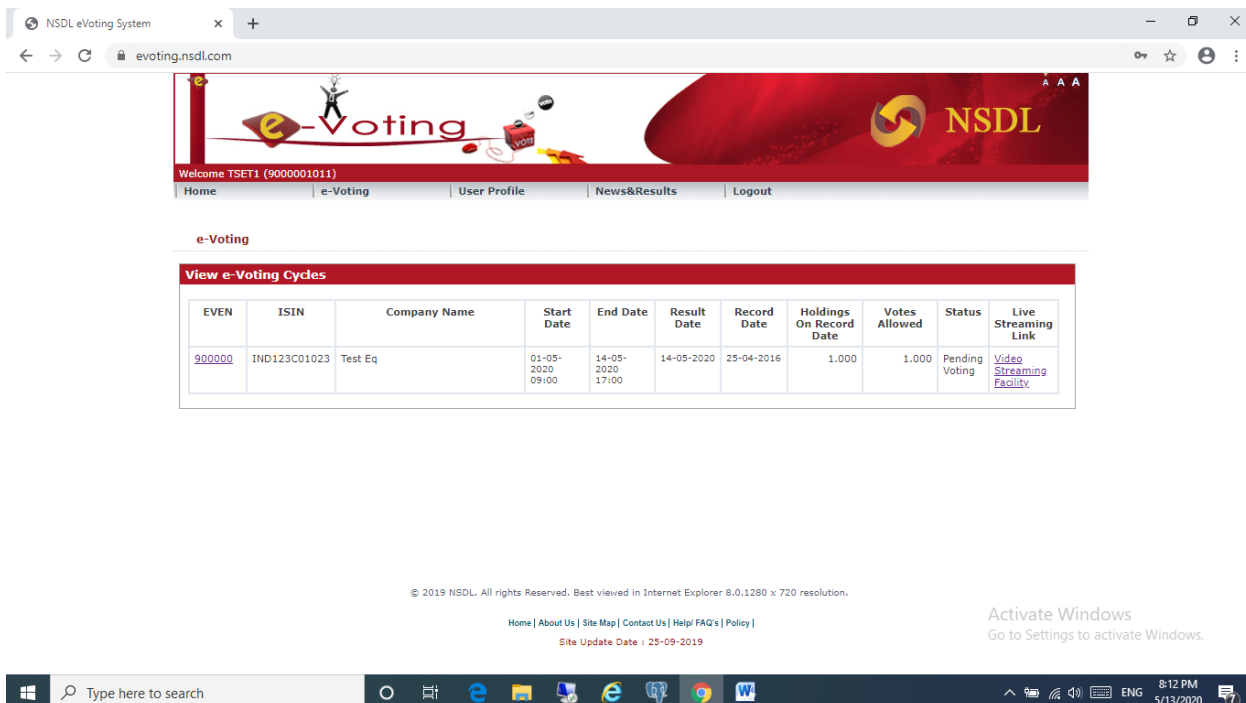 NSDL eVoting System
evoting.nsdl.com
e
e-Voting
VOTE
NSDL
A A A
Welcome TSET1 (9000001011)
Home e-Voting User Profile News&Results Logout
e-Voting
View e-Voting Cycles
EVEN ISIN Company Name Start Date End Date Result Date Record Date Holdings On Record Date Votes Allowed Status Live Streaming Link
900000 IND123C01023 Test Eq 01-05-2020 09:00 14-05-2020 17:00 14-05-2020 25-04-2016 1.000 1.000 Pending Voting Video Streaming Facility
© 2019 NSDL. All rights Reserved. Best viewed in Internet Explorer 8.0,1280 x 720 resolution.
Home | About Us | Site Map | Contact Us | Help/ FAQ's | Policy |
Site Update Date : 25-09-2019
Activate Windows
Go to Settings to activate Windows.
Type here to search
ENG
8:12 PM
5/13/2020